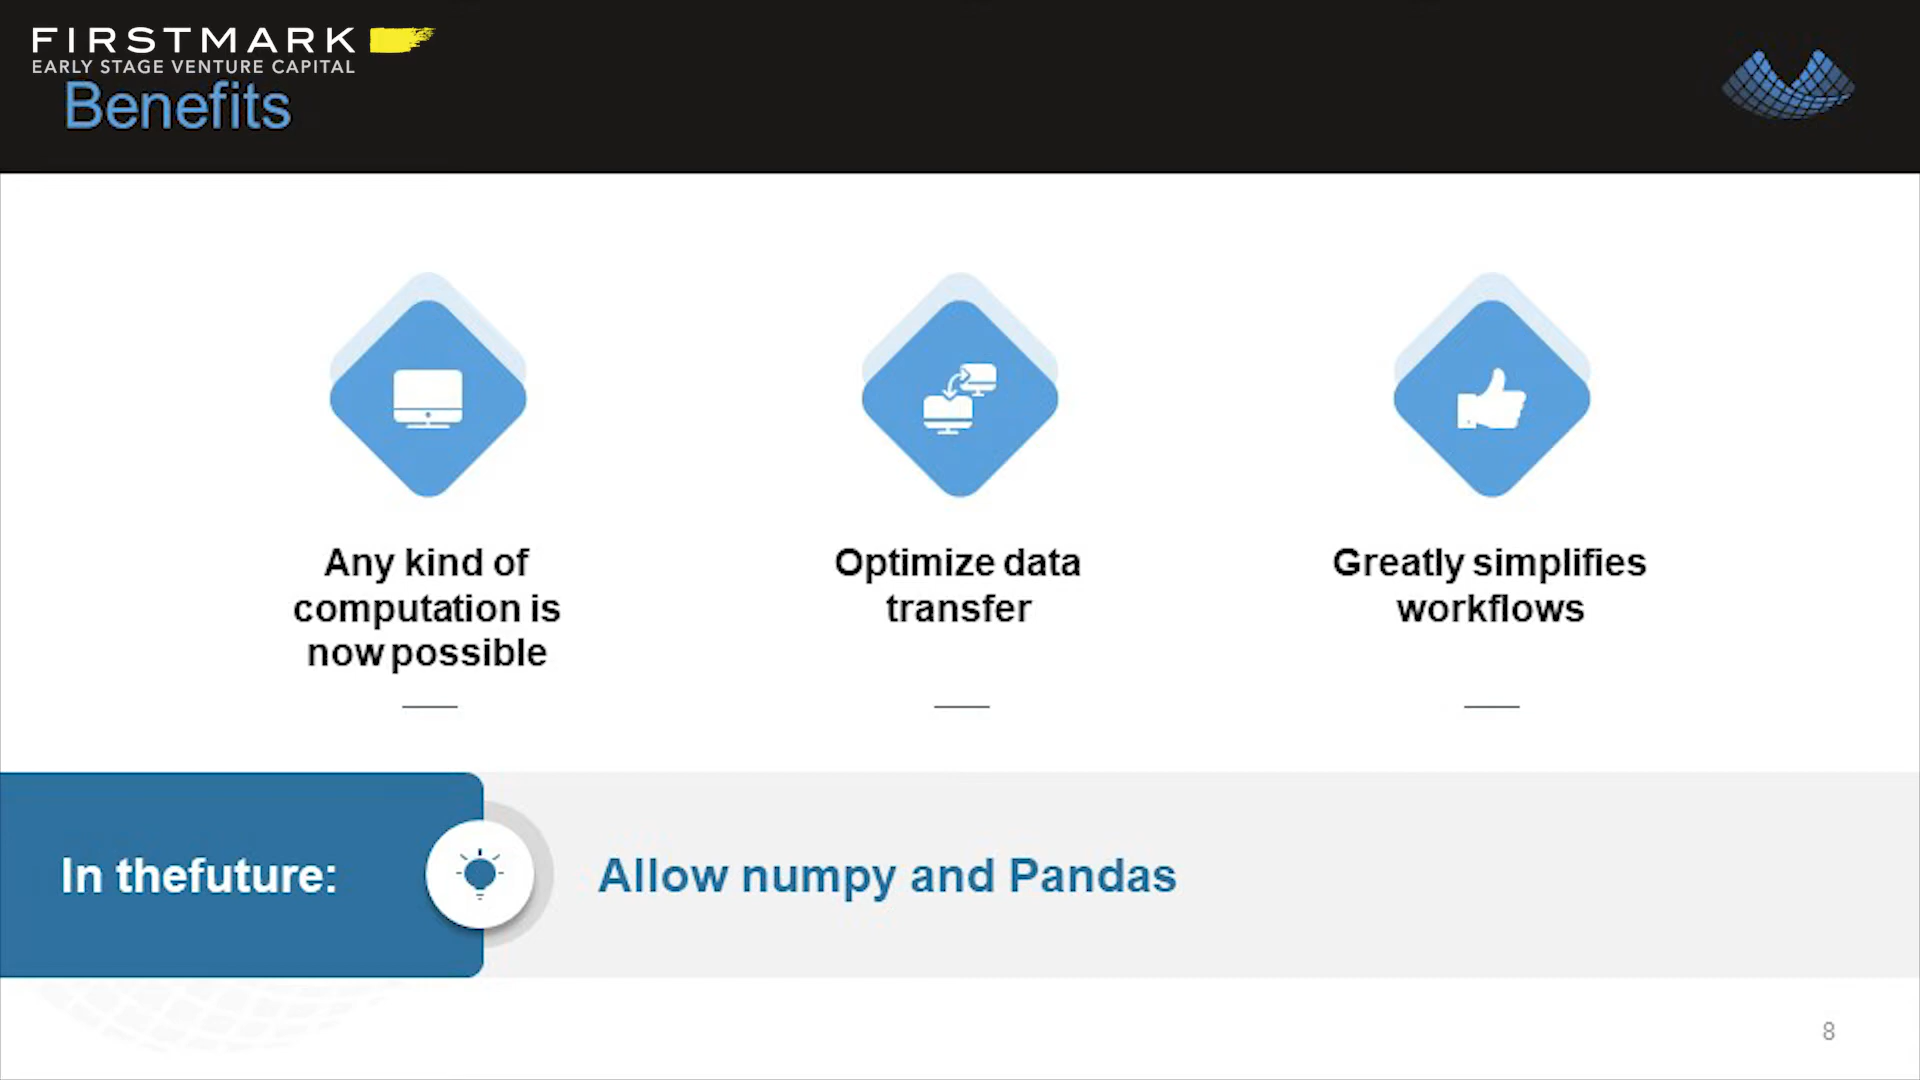 FIRSTMARK
EARLY STAGE VENTURE CAPITAL
Benefits
Any kind of
computation is
now possible
Optimize data
transfer
Greatly simplifies
workflows
In thefuture:
Allow numpy and Pandas
8